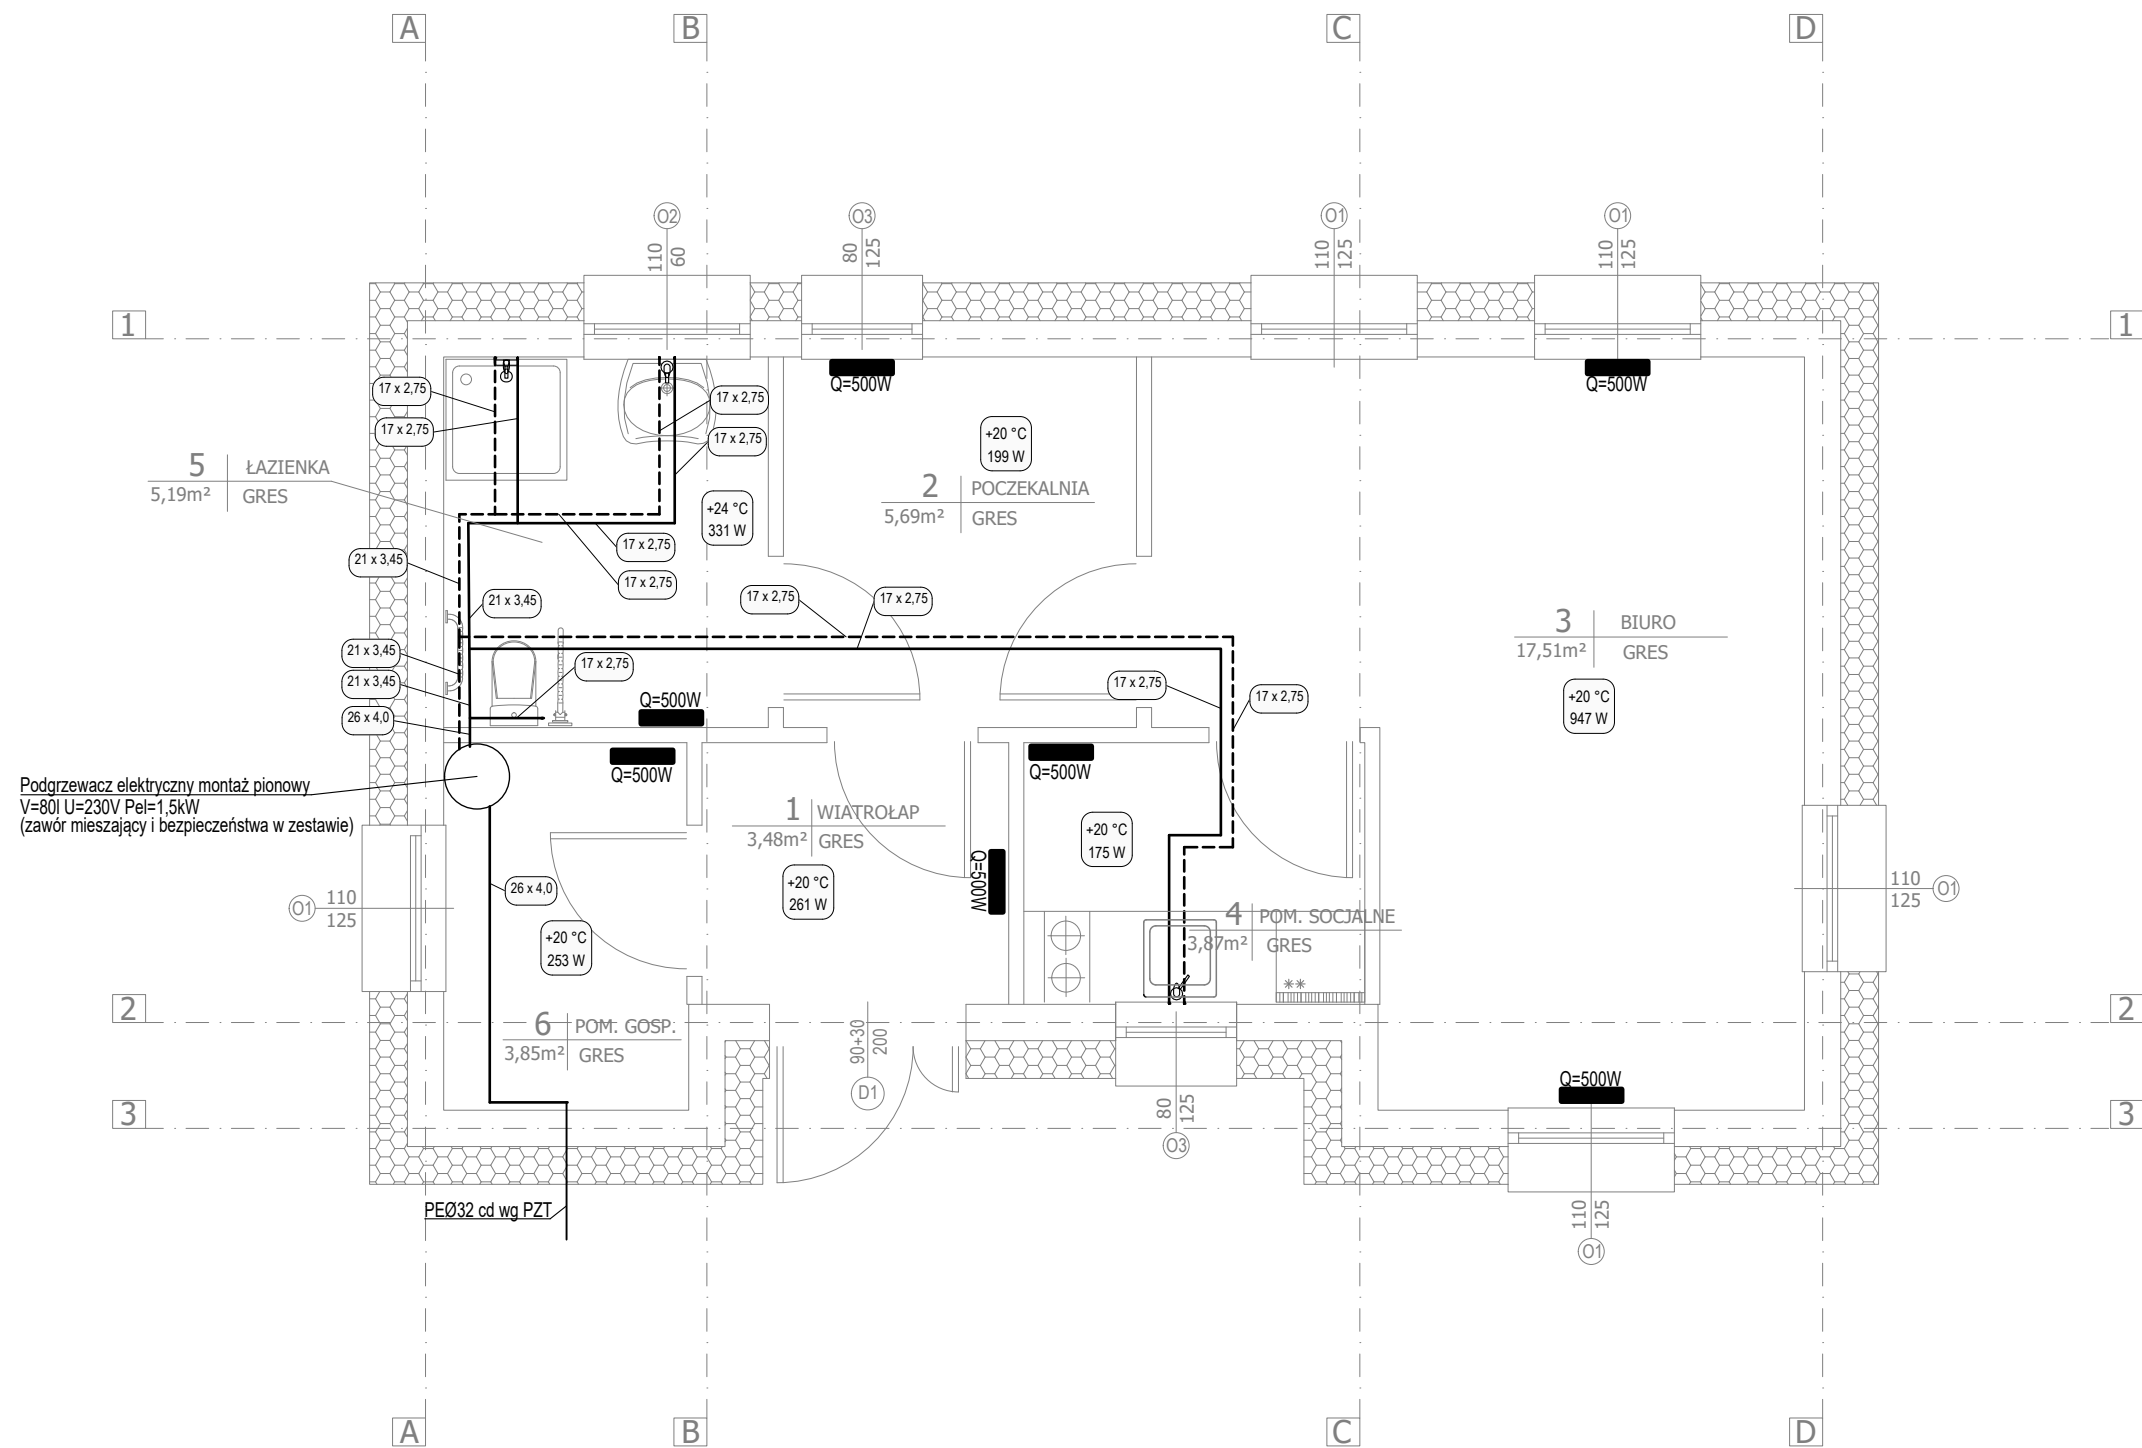 A
B
C
D
O2
110
60
O3
80
125
O1
110
125
O1
110
125
1
1
Q=500W
Q=500W
17 x 2,75
17 x 2,75
17 x 2,75
17 x 2,75
+20 °C
199 W
5 ŁAZIENKA
5,19m² GRES
2 POCZEKALNIA
5,69m² GRES
+24 °C
331 W
17 x 2,75
17 x 2,75
21 x 3,45
21 x 3,45
17 x 2,75
17 x 2,75
3 BIURO
17,51m² GRES
21 x 3,45
21 x 3,45
26 x 4,0
17 x 2,75
Q=500W
17 x 2,75
17 x 2,75
+20 °C
947 W
Q=500W
Q=500W
Podgrzewacz elektryczny montaż pionowy
V=80l U=230V Pel=1,5kW
(zawór mieszający i bezpieczeństwa w zestawie)
1 WIATROŁAP
3,48m² GRES
+20 °C
175 W
Q=500W
+20 °C
261 W
26 x 4,0
O1
110
125
110
125
O1
+20 °C
253 W
4 POM. SOCJALNE
3,87m² GRES
**
2
2
6 POM. GOSP.
3,85m² GRES
90+30
200
D1
Q=500W
3
3
80
125
O3
PEØ32 cd wg PZT
110
125
O1
A
B
C
D